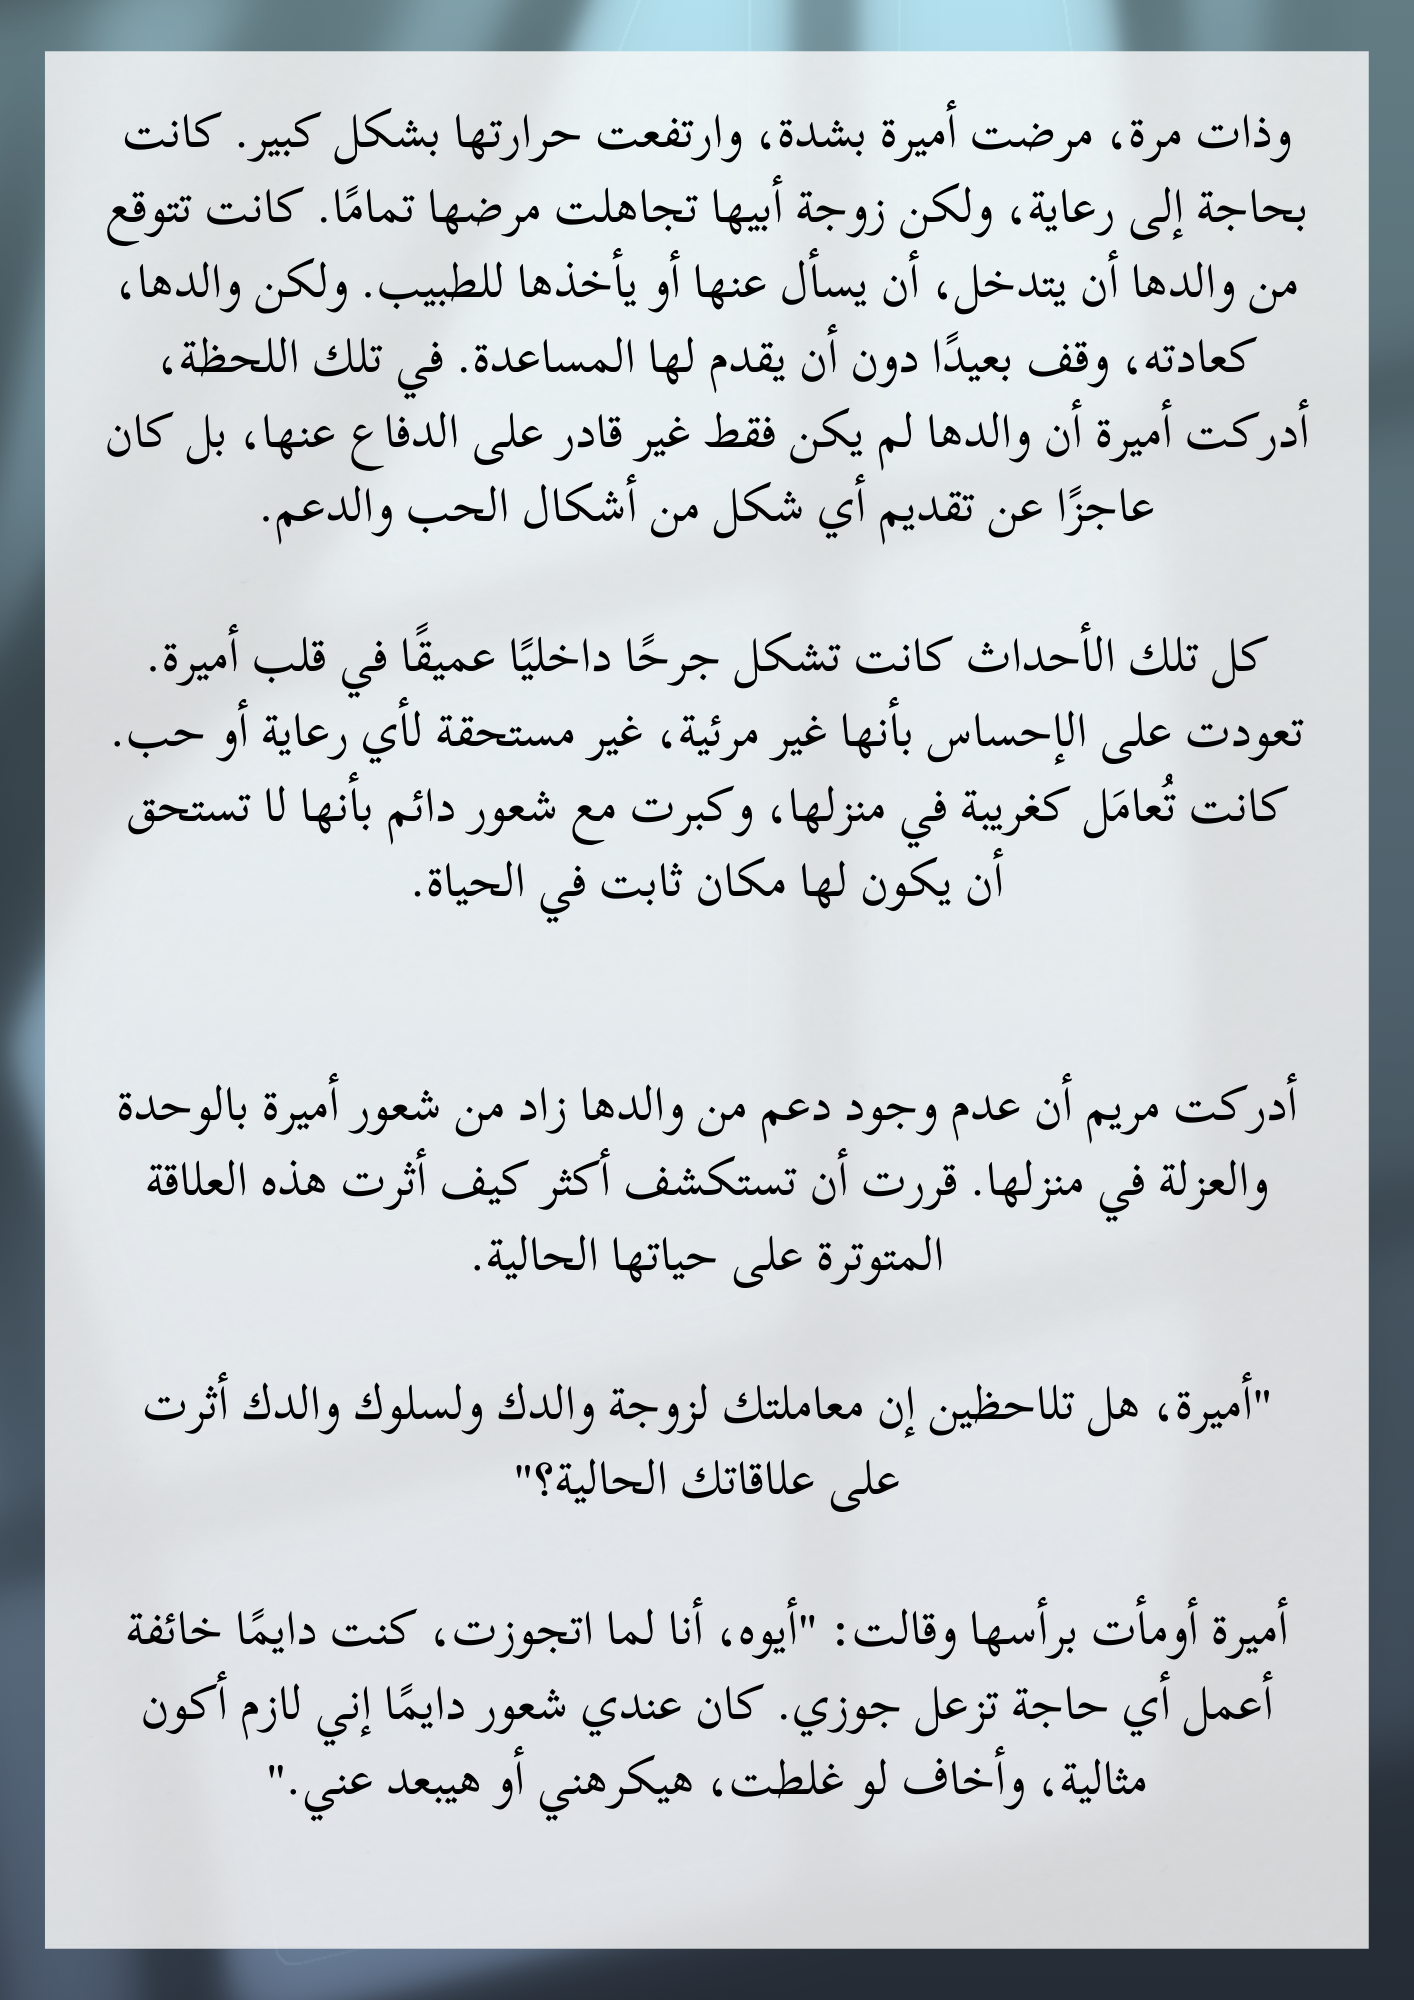 وذات مرة، مرضت أميرة بشدة، وارتفعت حرارتها بشكل كبير. كانت
بحاجة إلى رعاية، ولكن زوجة أبيها تجاهلت مرضها تمامًا. كانت تتوقع
من والدها أن يتدخل، أن يسأل عنها أو يأخذها للطبيب. ولكن والدها،
كعادته، وقف بعيدًا دون أن يقدم لها المساعدة. في تلك اللحظة،
أدركت أميرة أن والدها لم يكن فقط غير قادر على الدفاع عنها، بل كان
عاجزًا عن تقديم أي شكل من أشكال الحب والدعم.
كل تلك الأحداث كانت تشكل جرحًا داخليًا عميقًا في قلب أميرة.
تعودت على الإحساس بأنها غير مرئية، غير مستحقة لأي رعاية أو حب.
كانت تُعامَل كغريبة في منزلها، وكبرت مع شعور دائم بأنها لا تستحق
أن يكون لها مكان ثابت في الحياة.
أدركت مريم أن عدم وجود دعم من والدها زاد من شعور أميرة بالوحدة
والعزلة في منزلها. قررت أن تستكشف أكثر كيف أثرت هذه العلاقة
المتوترة على حياتها الحالية.
"أميرة، هل تلاحظين إن معاملتك لزوجة والدك ولسلوك والدك أثرت
على علاقاتك الحالية؟"
أميرة أومأت برأسها وقالت: "أيوه، أنا لما اتجوزت، كنت دايمًا خائفة
أعمل أي حاجة تزعل جوزي. كان عندي شعور دايمًا إني لازم أكون
مثالية، وأخاف لو غلطت، هيكرهني أو هيبعد عني."